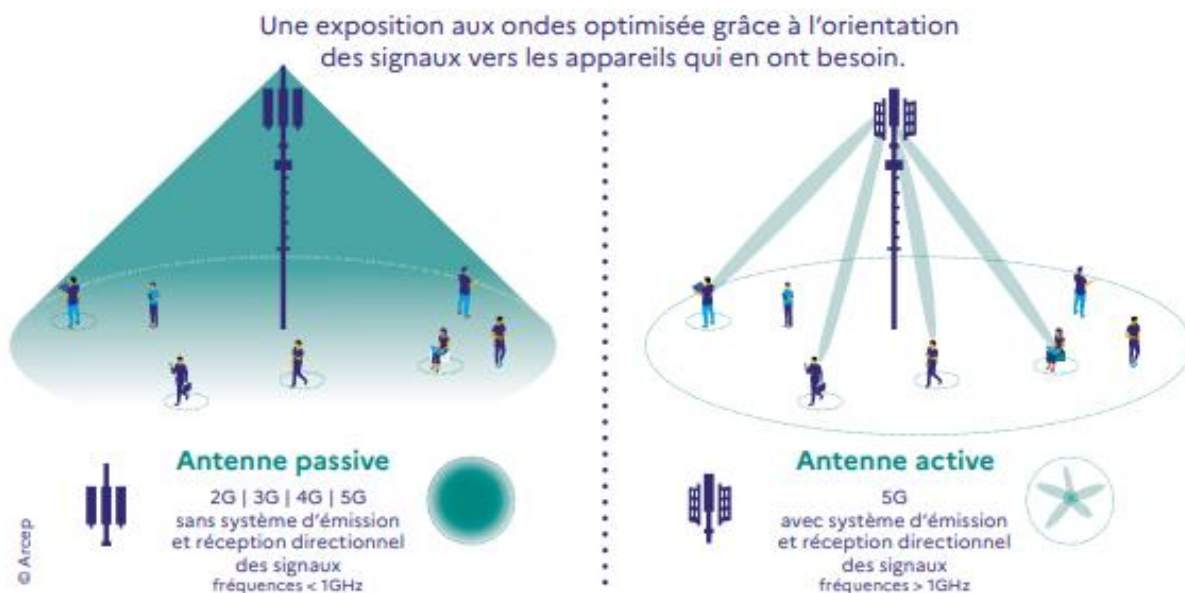 Une exposition aux ondes optimisée grâce à l'orientation
des signaux vers les appareils qui en ont besoin.
Antenne passive
2G | 3G | 4G | 5G
sans système d'émission
et réception directionnel
des signaux
fréquences < 1GHz
Antenne active
5G
avec système d'émission
et réception directionnel
des signaux
fréquences > 1GHz
© Arcep